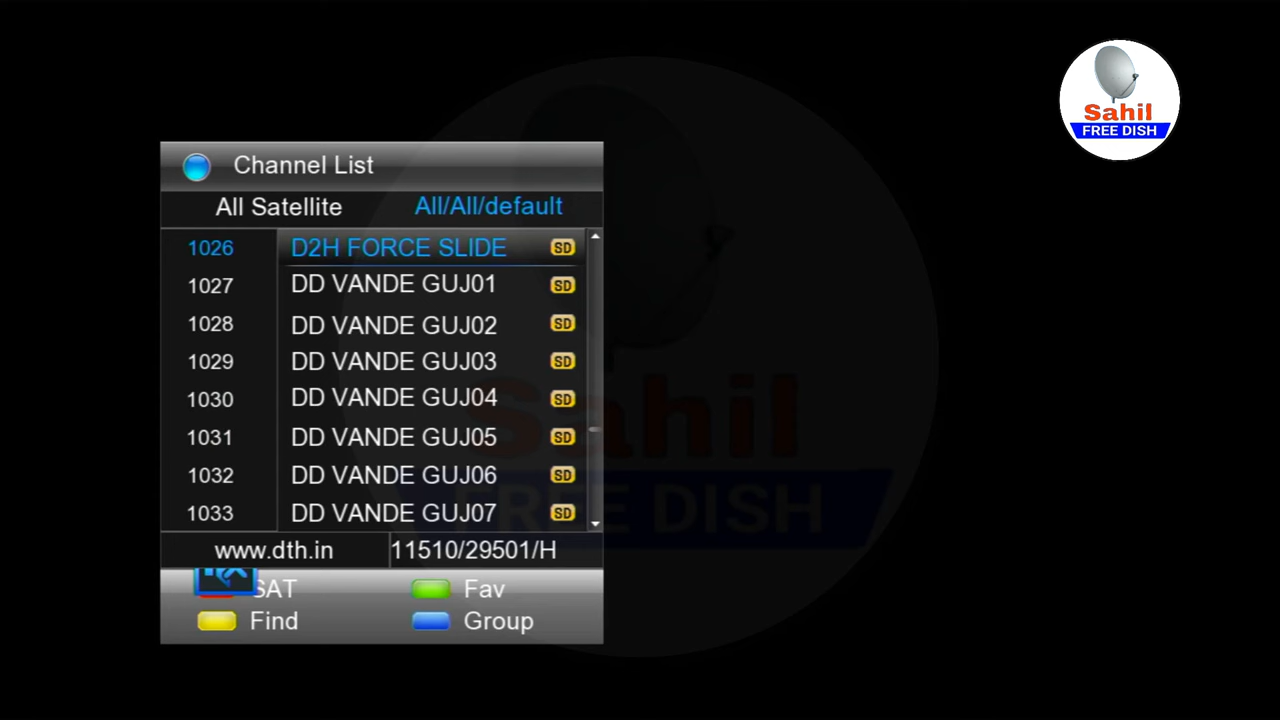 Sahil
FREE DISH
Channel List
All Satellite All/All/default
1026 D2H FORCE SLIDE SD
1027 DD VANDE GUJ01 SD
1028 DD VANDE GUJ02 SD
1029 DD VANDE GUJ03 SD
1030 DD VANDE GUJ04 SD
1031 DD VANDE GUJ05 SD
1032 DD VANDE GUJ06 SD
1033 DD VANDE GUJ07 SD
www.dth.in 11510/29501/H
SAT Fav
Find Group
Sahil
FREE DISH